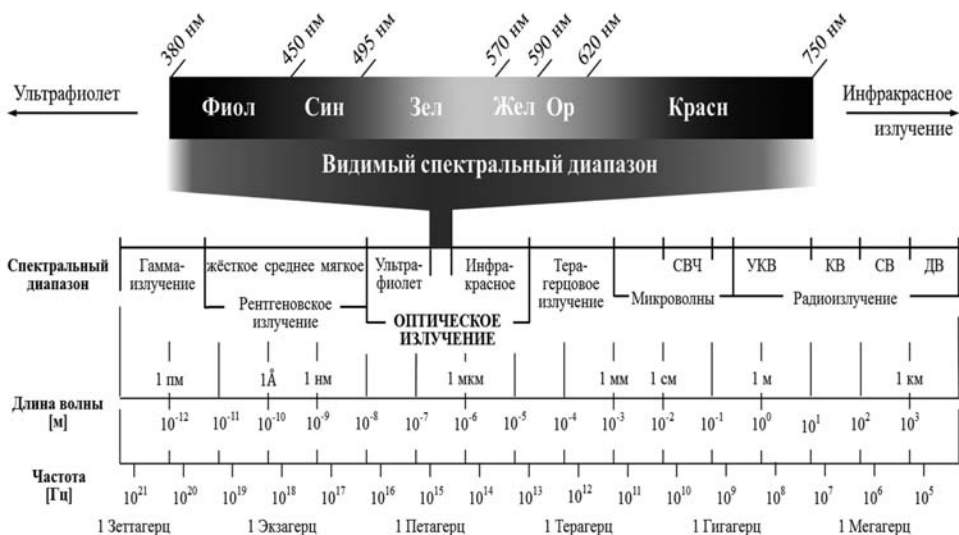 380 нм 450 нм 495 нм 570 нм 590 нм 620 нм 750 нм
Ультрафиолет
Фиол Син Зел Жел Ор Красн
Инфракрасное
излучение
Видимый спектральный диапазон
Спектральный
диапазон
Гамма-
излучение
жёсткое среднее мягкое
Рентгеновское
излучение
Ультра-
фиолет
Инфра-
красное
ОПТИЧЕСКОЕ
ИЗЛУЧЕНИЕ
Тера-
герцовое
излучение
СВЧ
Микроволны
УКВ КВ СВ ДВ
Радиоизлучение
1 пм 1Å 1 нм 1 мкм 1 мм 1 см 1 м 1 км
Длина волны
[м]
10⁻¹² 10⁻¹¹ 10⁻¹⁰ 10⁻⁹ 10⁻⁸ 10⁻⁷ 10⁻⁶ 10⁻⁵ 10⁻⁴ 10⁻³ 10⁻² 10⁻¹ 10⁰ 10¹ 10² 10³
Частота
[Гц]
10²¹ 10²⁰ 10¹⁹ 10¹⁸ 10¹⁷ 10¹⁶ 10¹⁵ 10¹⁴ 10¹³ 10¹² 10¹¹ 10¹⁰ 10⁹ 10⁸ 10⁷ 10⁶ 10⁵
1 Зеттагерц 1 Экзагерц 1 Петагерц 1 Терагерц 1 Гигагерц 1 Мегагерц